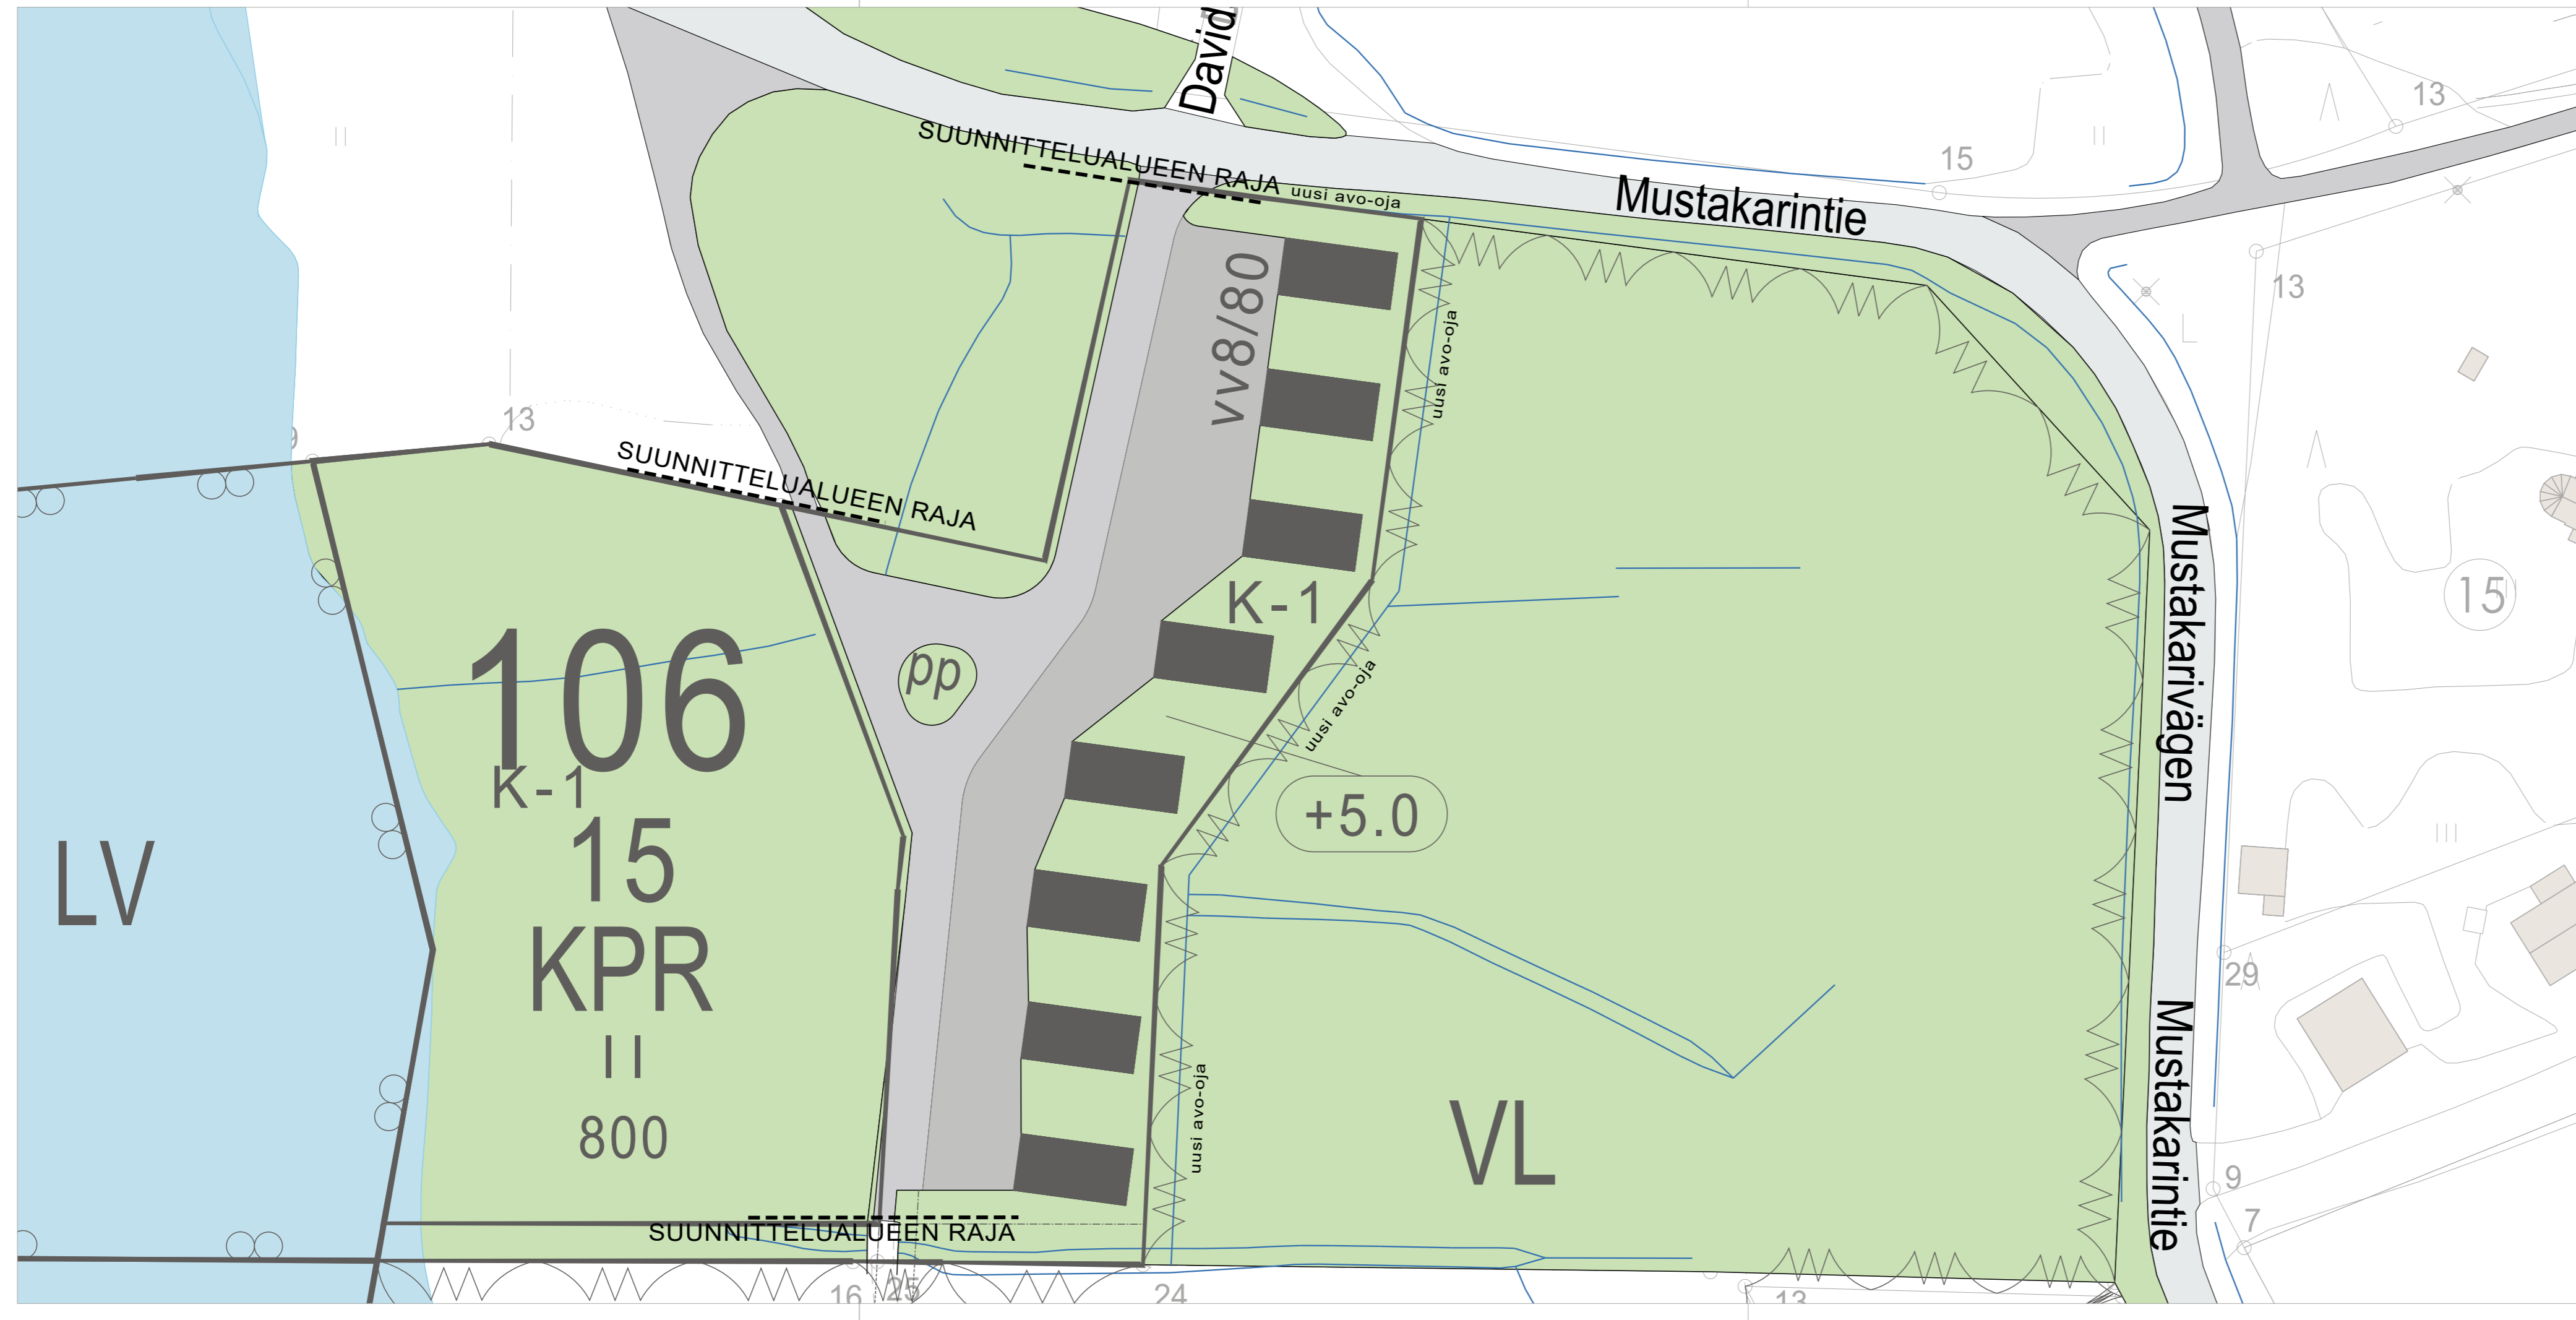 David
SUUNNITTELUALUEEN RAJA
uusi avo-oja
Mustakarintie
13
15
13
vv8/80
uusi avo-oja
13
9
SUUNNITTELUALUEEN RAJA
K-1
15
pp
106
K-1
15
KPR
II
800
uusi avo-oja
+5.0
LV
Mustakarivägen
29
VL
uusi avo-oja
Mustakarintie
9
7
SUUNNITTELUALUEEN RAJA
16
25
24
13